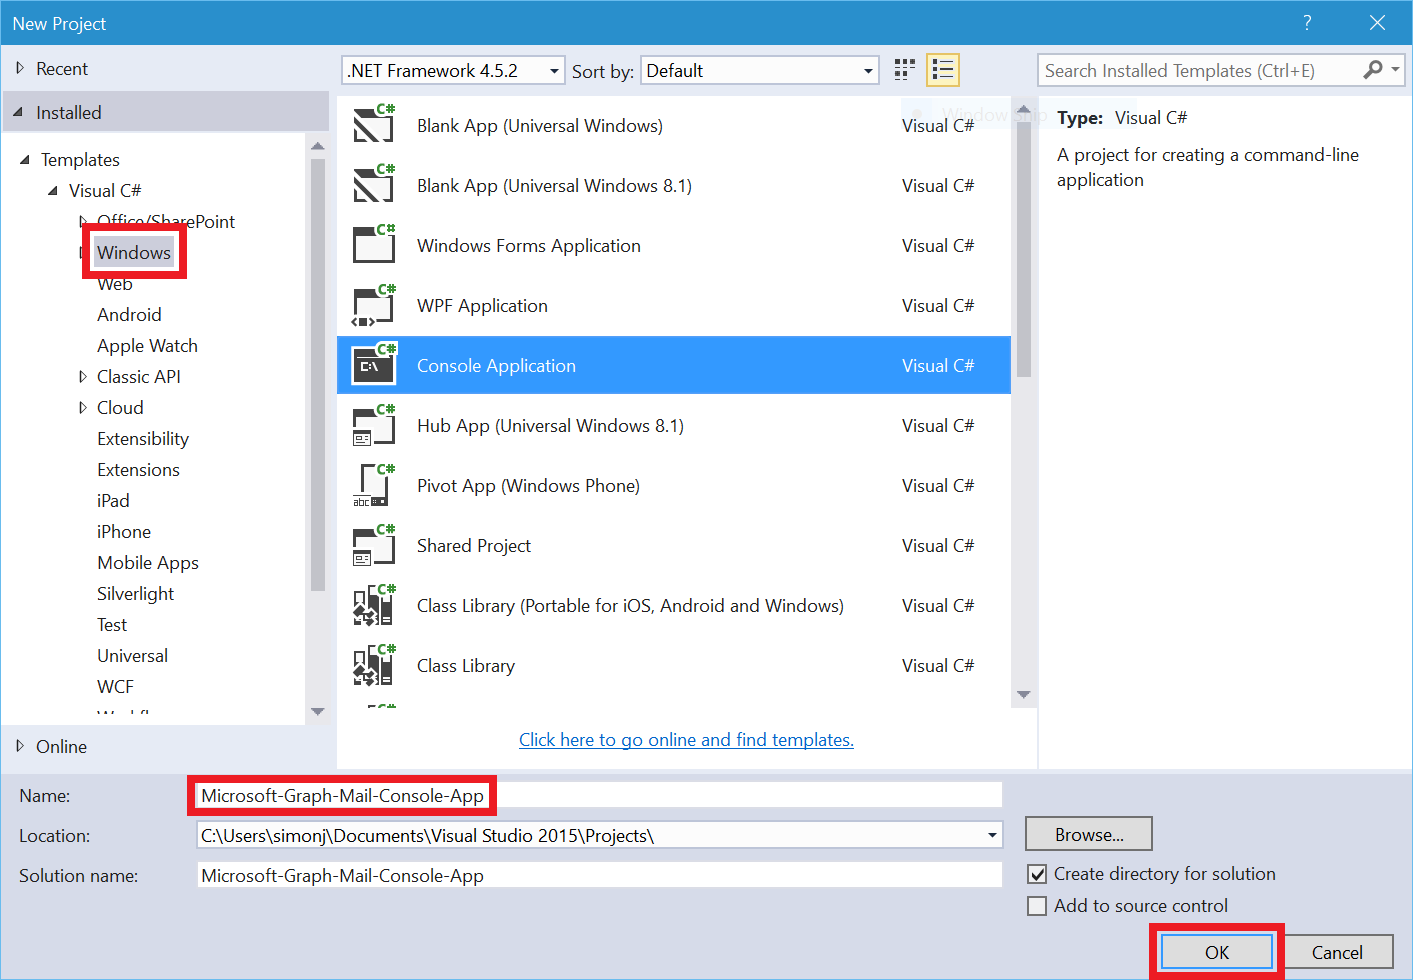 New Project
?
Recent
.NET Framework 4.5.2
Sort by:
Default
Search Installed Templates (Ctrl+E)
Installed
Templates
Visual C#
Office/SharePoint
Windows
Web
Android
Apple Watch
Classic API
Cloud
Extensibility
Extensions
iPad
iPhone
Mobile Apps
Silverlight
Test
Universal
WCF
Online
C# Blank App (Universal Windows) Visual C#
C# Blank App (Universal Windows 8.1) Visual C#
C# Windows Forms Application Visual C#
C# WPF Application Visual C#
C# C:\ Console Application Visual C#
C# Hub App (Universal Windows 8.1) Visual C#
C# abc Pivot App (Windows Phone) Visual C#
C# Shared Project Visual C#
C# Class Library (Portable for iOS, Android and Windows) Visual C#
C# Class Library Visual C#
Click here to go online and find templates.
Window
Type: Visual C#
A project for creating a command-line
application
Name: Microsoft-Graph-Mail-Console-App
Location: C:\Users\simonj\Documents\Visual Studio 2015\Projects\
Browse...
Solution name: Microsoft-Graph-Mail-Console-App
Create directory for solution
Add to source control
OK
Cancel